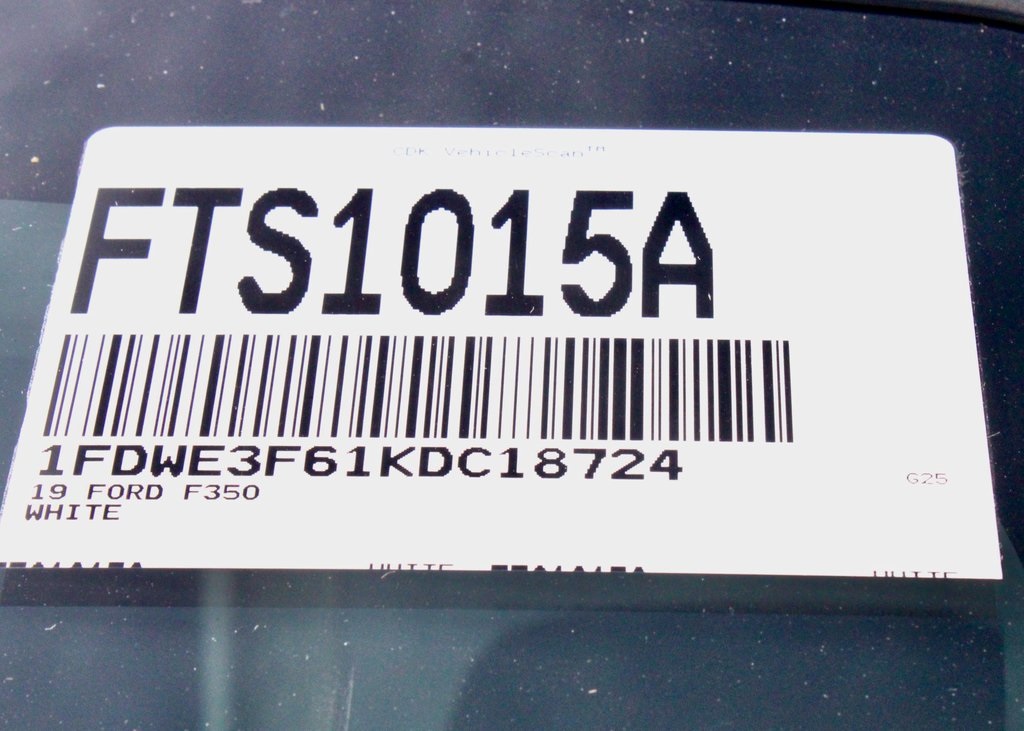 CDK VehicleScan™
FTS1015A
1FDWE3F61KDC18724
19 FORD F350
G25
WHITE